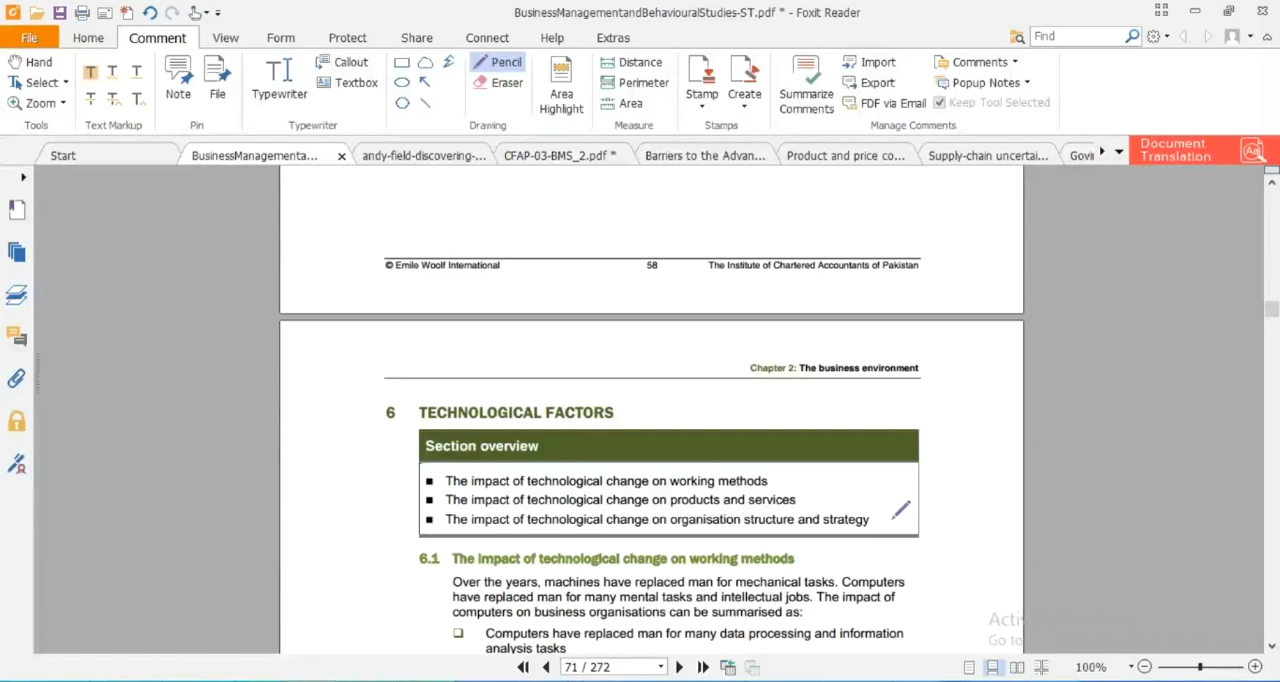 BusinessManagementandBehaviouralStudies-ST.pdf * - Foxit Reader
File Home Comment View Form Protect Share Connect Help Extras
Find
Hand
Select
Zoom
Tools
Text Markup
Note
File
Pin
Typewriter
Callout
Textbox
Typewriter
Pencil
Eraser
Drawing
Area
Highlight
Distance
Perimeter
Area
Measure
Stamp
Create
Stamps
Summarize
Comments
Import
Export
FDF via Email
Comments
Popup Notes
Keep Tool Selected
Manage Comments
Start
BusinessManagementa...
andy-field-discovering-...
CFAP-03-BMS_2.pdf *
Barriers to the Advan...
Product and price co...
Supply-chain uncertai...
Document
Translation
© Emile Woolf International 58 The Institute of Chartered Accountants of Pakistan
Chapter 2: The business environment
6 TECHNOLOGICAL FACTORS
Section overview
■ The impact of technological change on working methods
■ The impact of technological change on products and services
■ The impact of technological change on organisation structure and strategy
6.1 The impact of technological change on working methods
Over the years, machines have replaced man for mechanical tasks. Computers
have replaced man for many mental tasks and intellectual jobs. The impact of
computers on business organisations can be summarised as:
❑ Computers have replaced man for many data processing and information
analysis tasks
Go to
71 / 272
100%